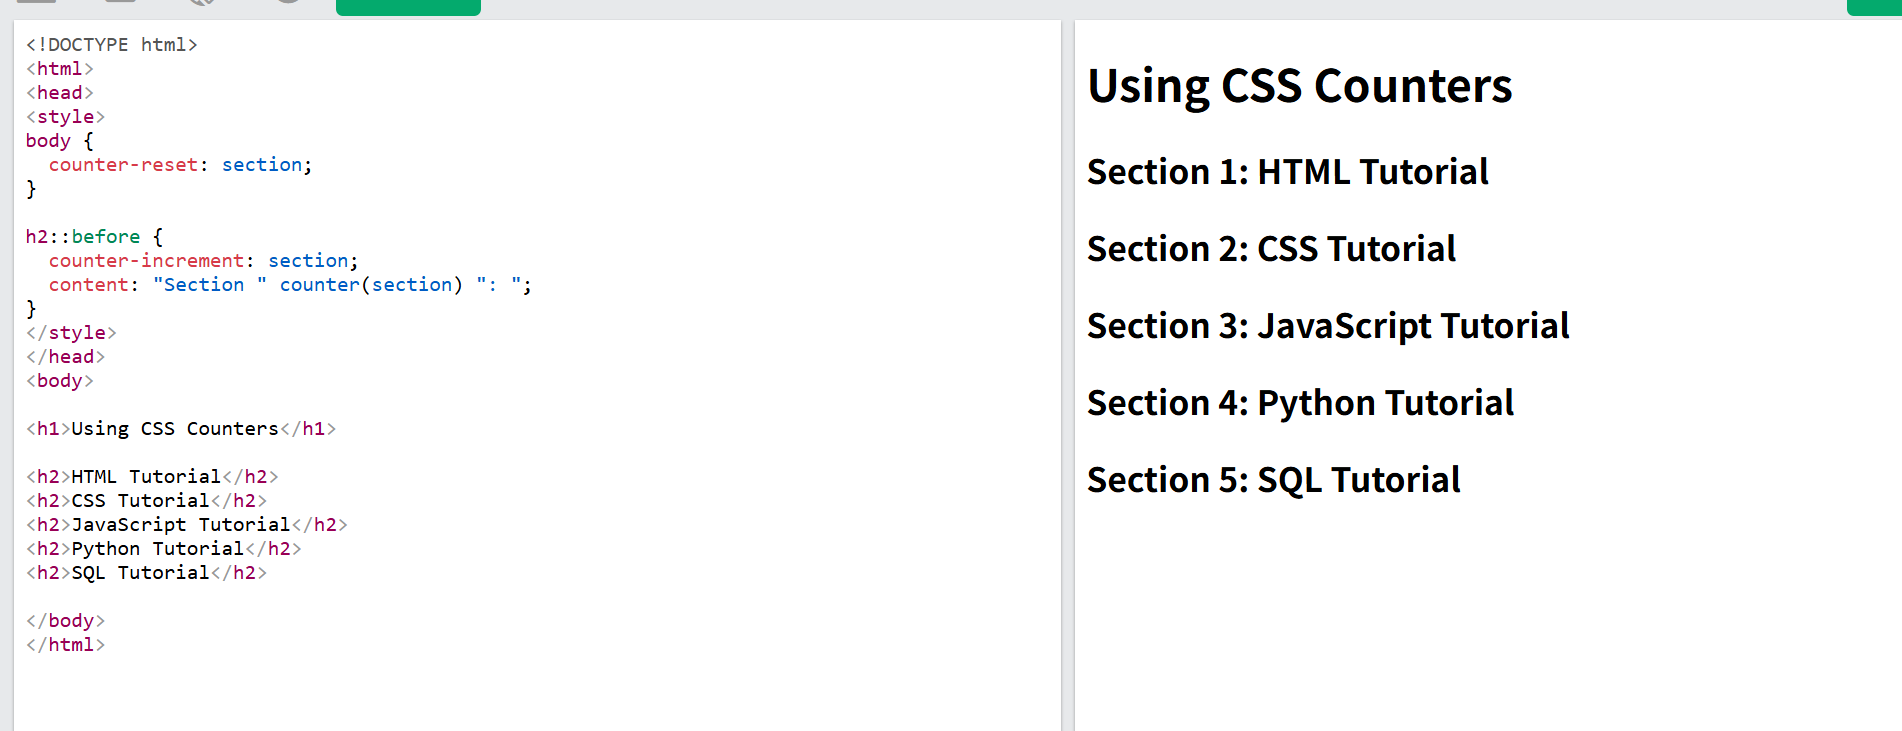 <!DOCTYPE html>
<html>
<head>
<style>
body {
  counter-reset: section;
}

h2::before {
  counter-increment: section;
  content: "Section " counter(section) ": ";
}
</style>
</head>
<body>

<h1>Using CSS Counters</h1>

<h2>HTML Tutorial</h2>
<h2>CSS Tutorial</h2>
<h2>JavaScript Tutorial</h2>
<h2>Python Tutorial</h2>
<h2>SQL Tutorial</h2>

</body>
</html>
Using CSS Counters
Section 1: HTML Tutorial
Section 2: CSS Tutorial
Section 3: JavaScript Tutorial
Section 4: Python Tutorial
Section 5: SQL Tutorial